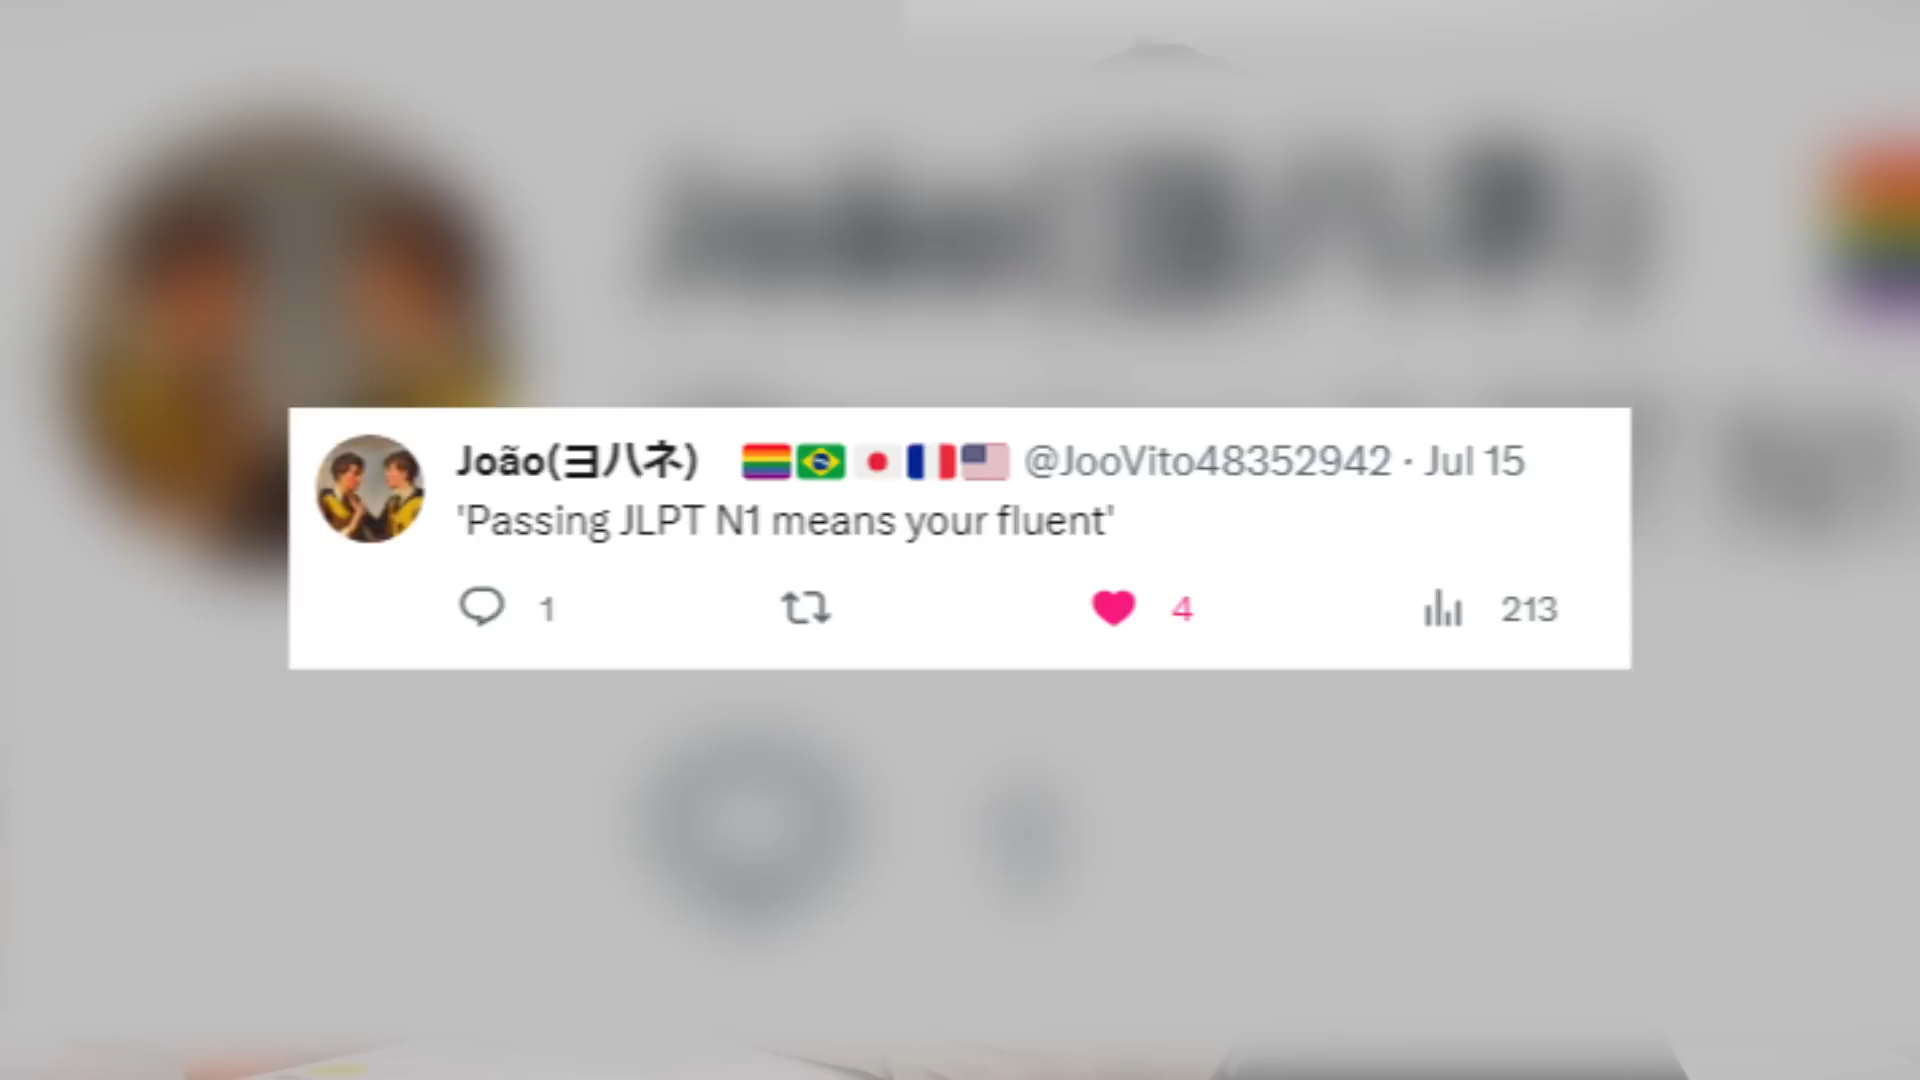 João(ヨハネ) 🏳️‍🌈🇧🇷🇯🇵🇫🇷🇺🇸 @JooVito48352942 · Jul 15
'Passing JLPT N1 means your fluent'
1 4 213